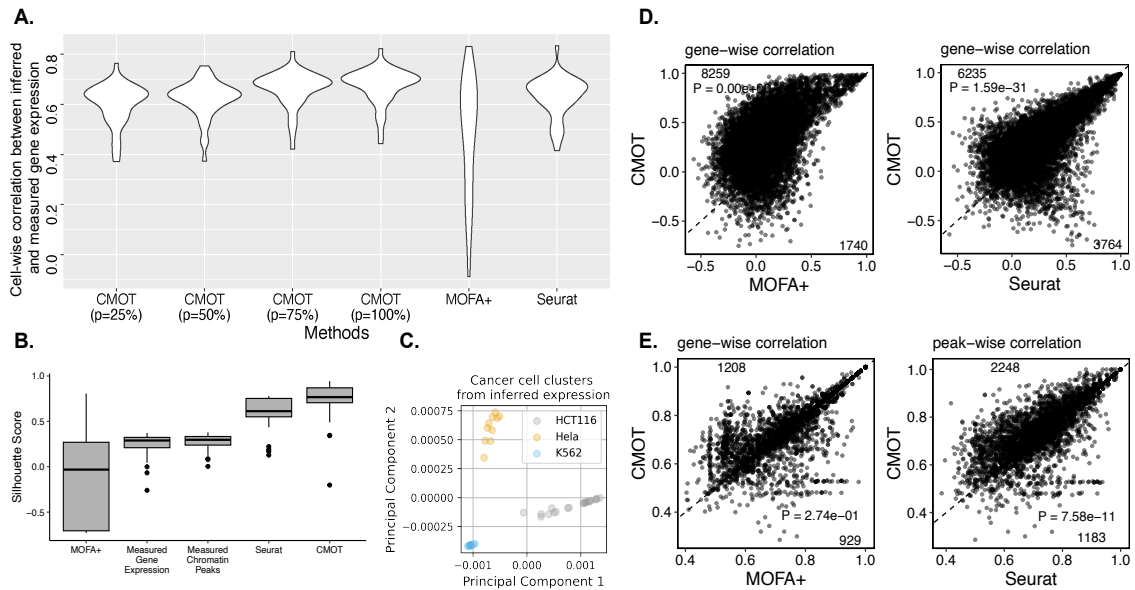 A.
Cell-wise correlation between inferred
and measured gene expression
0.8
0.6
0.4
0.2
0.0
CMOT
(p=25%)
CMOT
(p=50%)
CMOT
(p=75%)
CMOT
(p=100%)
MOFA+
Seurat
Methods
B.
Silhouette Score
1.0
0.5
0.0
−0.5
MOFA+
Measured
Gene
Expression
Measured
Chromatin
Peaks
Seurat
CMOT
C.
Cancer cell clusters
from inferred expression
Principal Component 2
0.00075
0.00050
0.00025
0.00000
−0.00025
HCT116
Hela
K562
−0.001
0.000
0.001
Principal Component 1
D.
gene−wise correlation
8259
P = 0.00e+
CMOT
1.0
0.5
0.0
−0.5
1740
−0.5
0.0
0.5
1.0
MOFA+
gene−wise correlation
6235
P = 1.59e−31
CMOT
1.0
0.5
0.0
−0.5
3764
−0.5
0.0
0.5
1.0
Seurat
E.
gene−wise correlation
1208
CMOT
1.0
0.8
0.6
0.4
P = 2.74e−01
929
0.4
0.6
0.8
1.0
MOFA+
peak−wise correlation
2248
CMOT
1.0
0.8
0.6
0.4
P = 7.58e−11
1183
0.4
0.6
0.8
1.0
Seurat